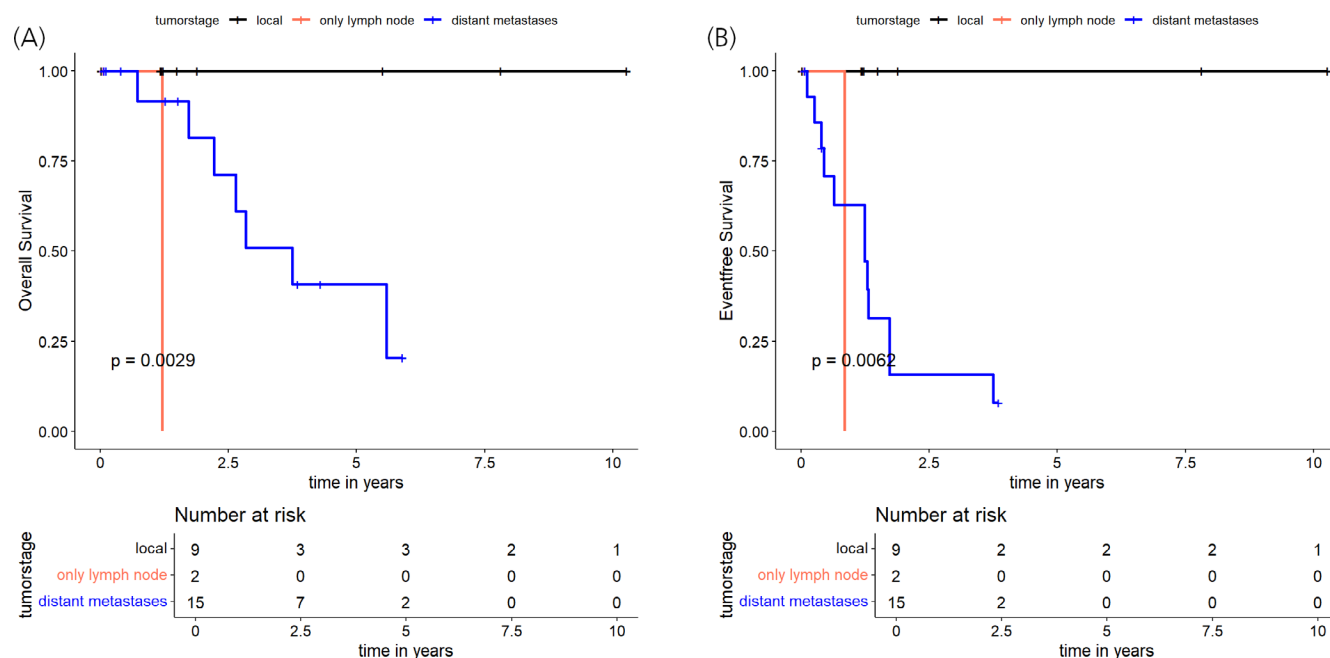 tumorstage local only lymph node distant metastases
(A)
1.00
0.75
0.50
0.25
0.00
Overall Survival
p = 0.0029
0 2.5 5 7.5 10
time in years
Number at risk
tumorstage
local 9 3 3 2 1
only lymph node 2 0 0 0 0
distant metastases 15 7 2 0 0
0 2.5 5 7.5 10
time in years
tumorstage local only lymph node distant metastases
(B)
1.00
0.75
0.50
0.25
0.00
Eventfree Survival
p = 0.0062
0 2.5 5 7.5 10
time in years
Number at risk
tumorstage
local 9 2 2 2 1
only lymph node 2 0 0 0 0
distant metastases 15 2 0 0 0
0 2.5 5 7.5 10
time in years